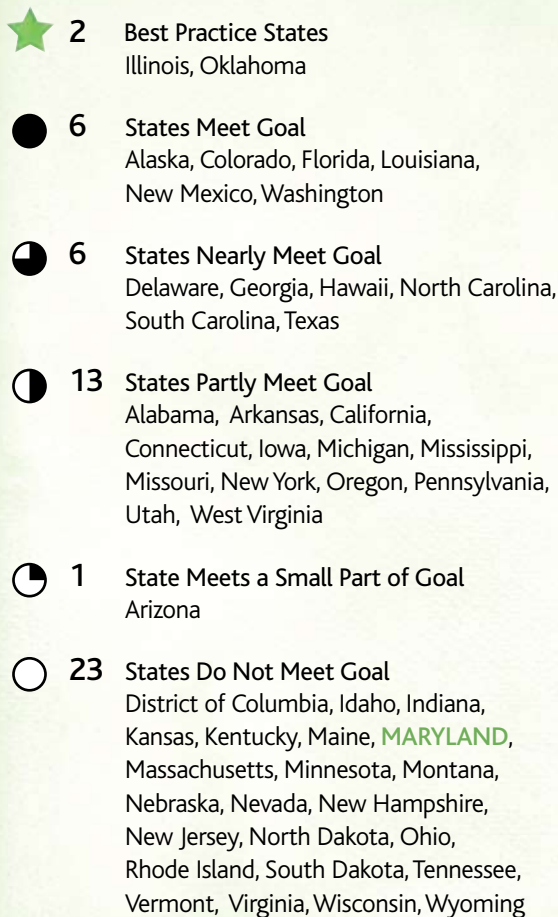 2 Best Practice States
Illinois, Oklahoma
6 States Meet Goal
Alaska, Colorado, Florida, Louisiana,
New Mexico, Washington
6 States Nearly Meet Goal
Delaware, Georgia, Hawaii, North Carolina,
South Carolina, Texas
13 States Partly Meet Goal
Alabama, Arkansas, California,
Connecticut, Iowa, Michigan, Mississippi,
Missouri, New York, Oregon, Pennsylvania,
Utah, West Virginia
1 State Meets a Small Part of Goal
Arizona
23 States Do Not Meet Goal
District of Columbia, Idaho, Indiana,
Kansas, Kentucky, Maine, MARYLAND,
Massachusetts, Minnesota, Montana,
Nebraska, Nevada, New Hampshire,
New Jersey, North Dakota, Ohio,
Rhode Island, South Dakota, Tennessee,
Vermont, Virginia, Wisconsin, Wyoming